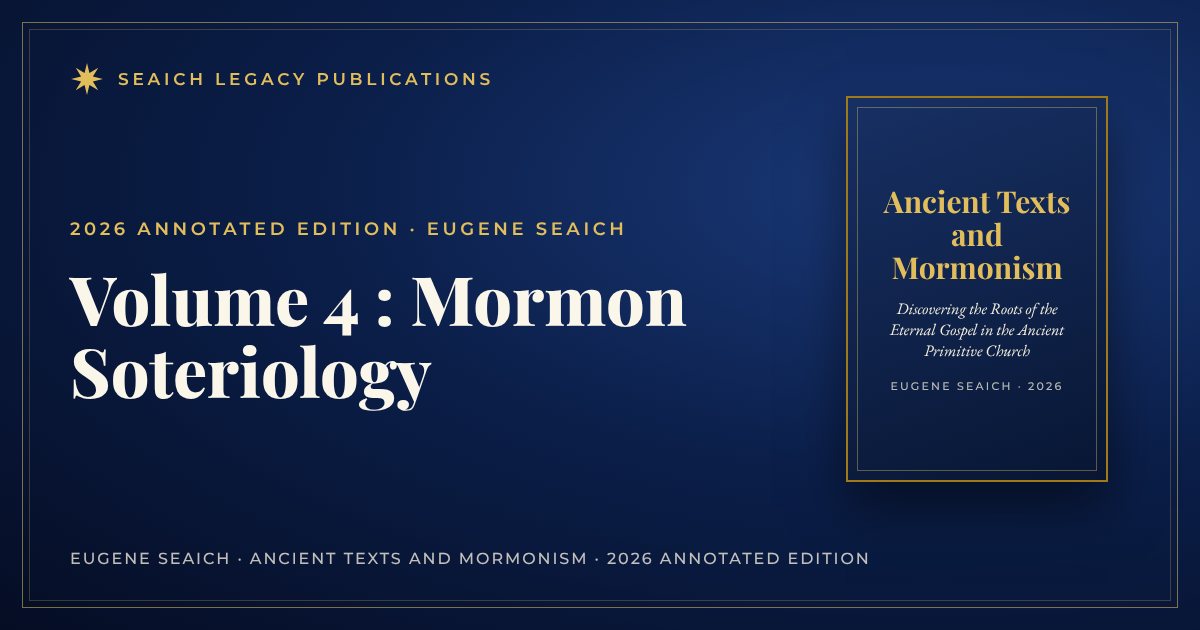 SEAICH LEGACY PUBLICATIONS
2026 ANNOTATED EDITION · EUGENE SEAICH
Volume 4 : Mormon
Soteriology
Ancient Texts
and
Mormonism
Discovering the Roots of the
Eternal Gospel in the Ancient
Primitive Church
EUGENE SEAICH · 2026
EUGENE SEAICH · ANCIENT TEXTS AND MORMONISM · 2026 ANNOTATED EDITION